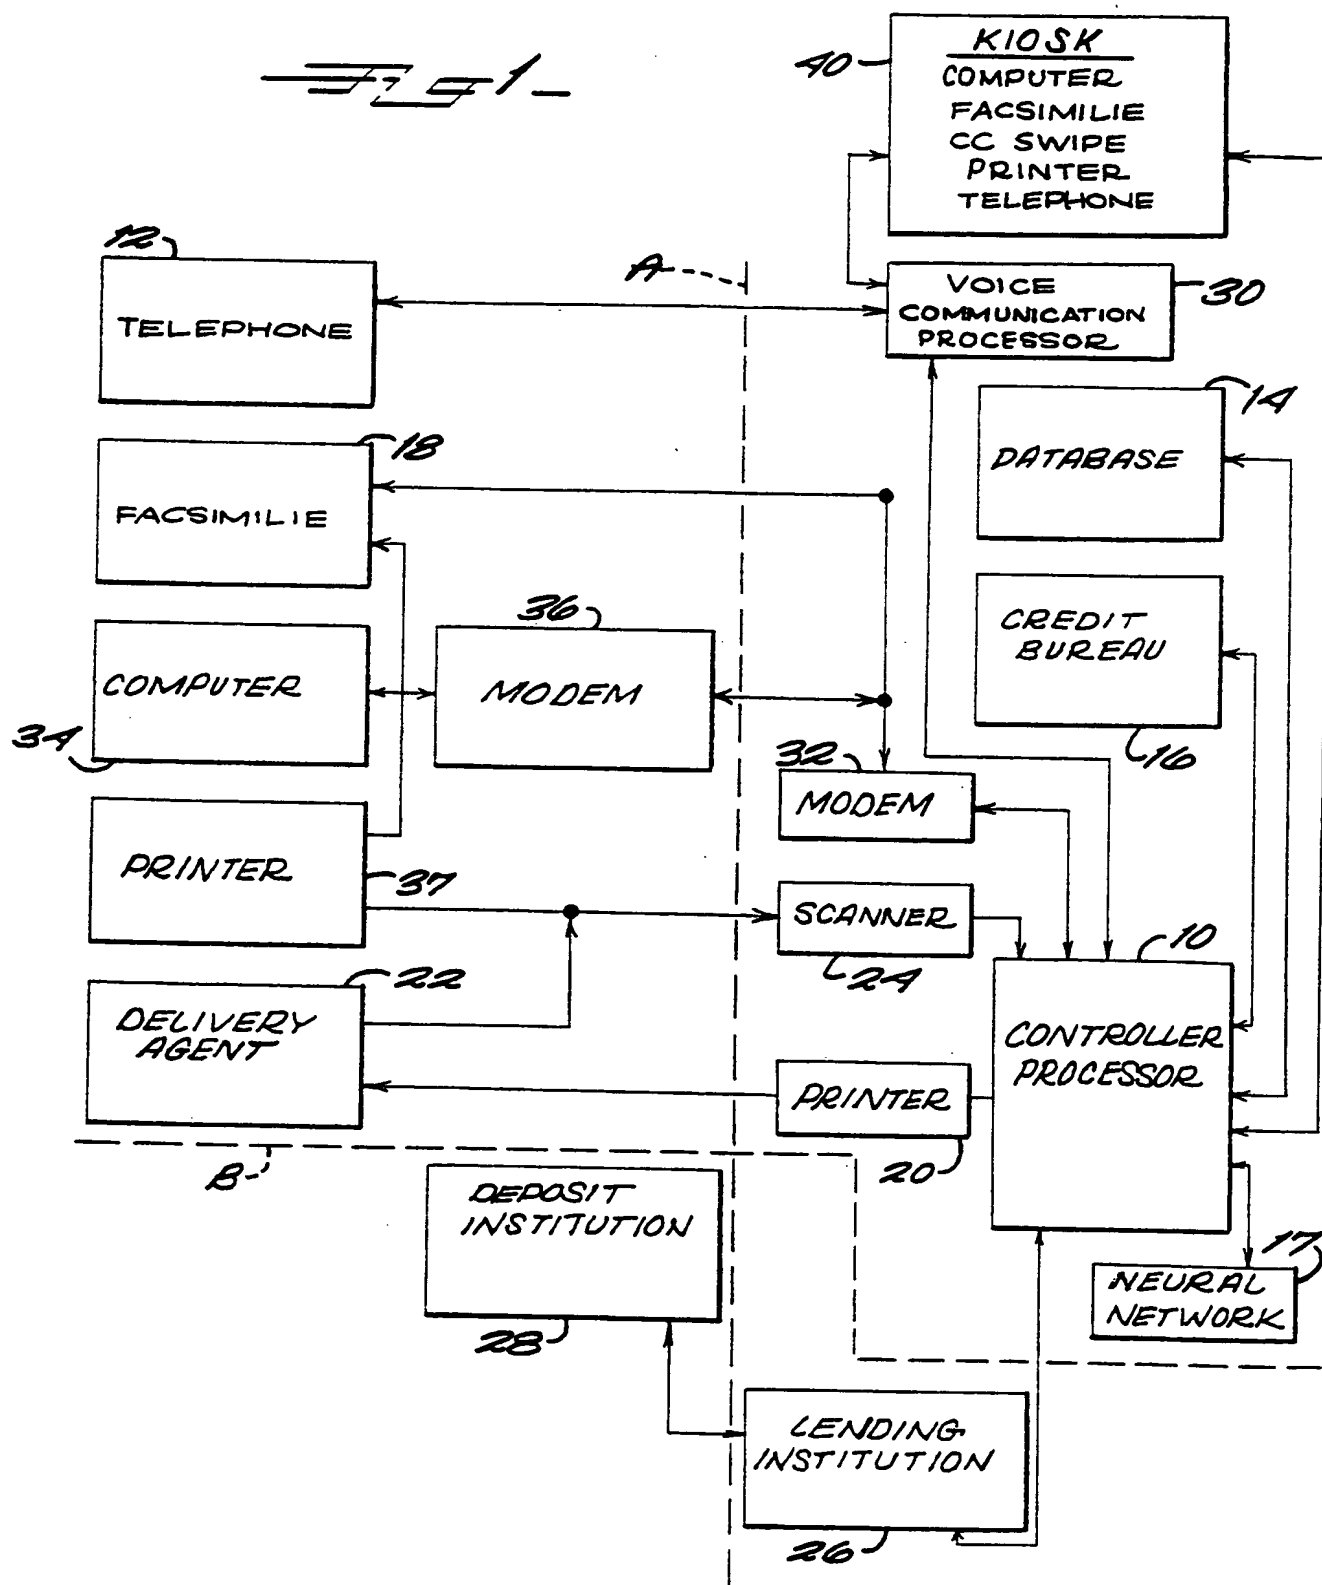 Fig 1
40
KIOSK
COMPUTER
FACSIMILIE
CC SWIPE
PRINTER
TELEPHONE
12
TELEPHONE
A
VOICE
COMMUNICATION
PROCESSOR
30
18
FACSIMILIE
14
DATABASE
36
COMPUTER
34
MODEM
CREDIT
BUREAU
16
32
MODEM
PRINTER
37
SCANNER
24
10
CONTROLLER
PROCESSOR
22
DELIVERY
AGENT
PRINTER
20
B
DEPOSIT
INSTITUTION
28
17
NEURAL
NETWORK
LENDING
INSTITUTION
26